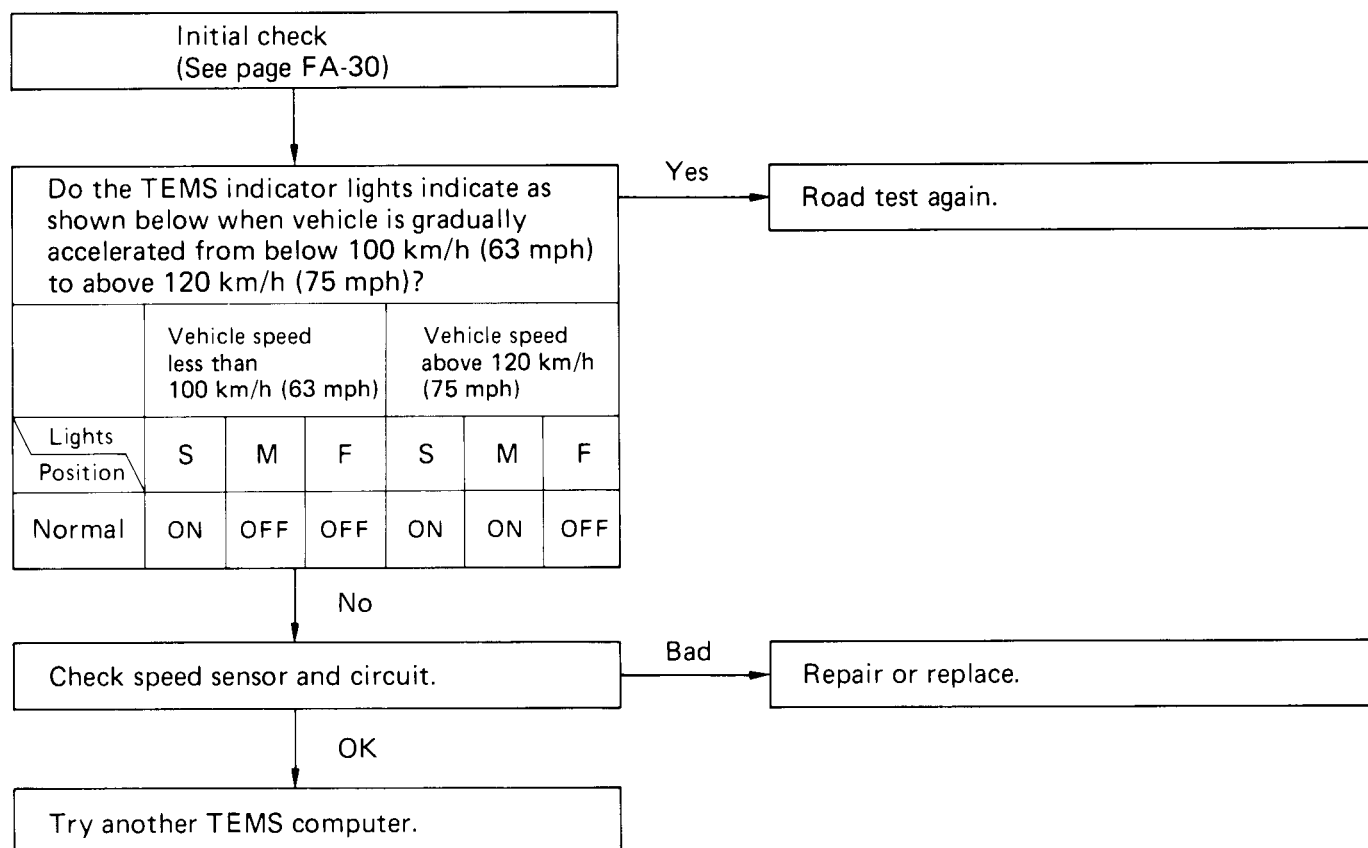 Initial check
(See page FA-30)
Do the TEMS indicator lights indicate as
shown below when vehicle is gradually
accelerated from below 100 km/h (63 mph)
to above 120 km/h (75 mph)?
Yes
Road test again.
Vehicle speed
less than
100 km/h (63 mph)
Vehicle speed
above 120 km/h
(75 mph)
Lights
Position
S M F S M F
Normal ON OFF OFF ON ON OFF
No
Check speed sensor and circuit.
Bad
Repair or replace.
OK
Try another TEMS computer.